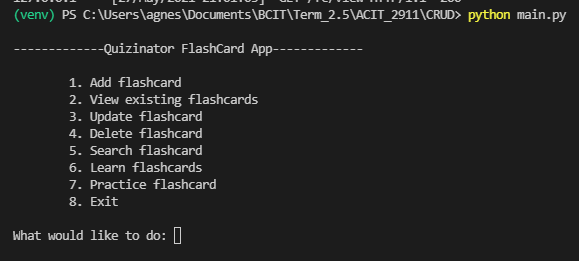 (venv) PS C:\Users\agnes\Documents\BCIT\Term_2.5\ACIT_2911\CRUD> python main.py
-------------Quizinator FlashCard App-------------
1. Add flashcard
2. View existing flashcards
3. Update flashcard
4. Delete flashcard
5. Search flashcard
6. Learn flashcards
7. Practice flashcard
8. Exit
What would like to do: